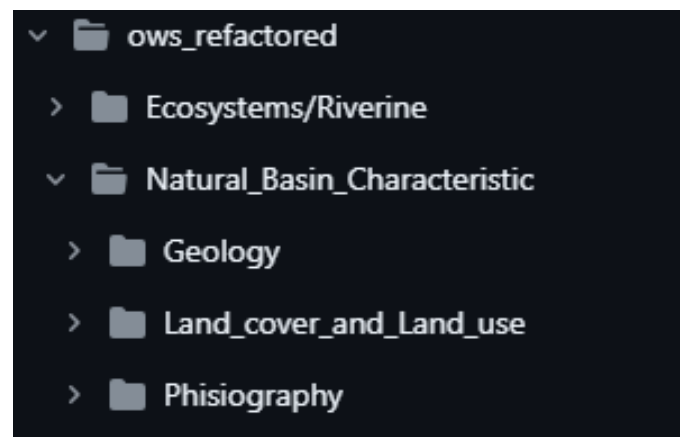 ows_refactored
Ecosystems/Riverine
Natural_Basin_Characteristic
Geology
Land_cover_and_Land_use
Phisiography